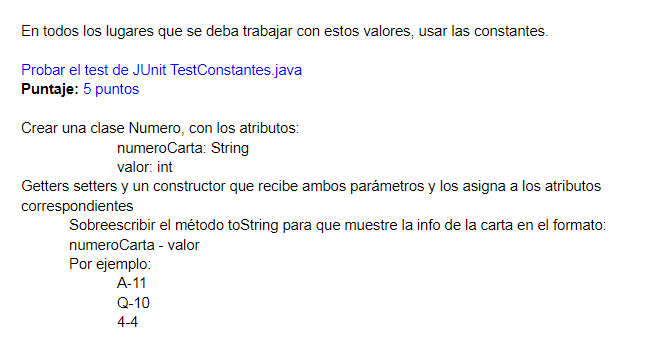 En todos los lugares que se deba trabajar con estos valores, usar las constantes.
Probar el test de JUnit TestConstantes.java
Puntaje: 5 puntos
Crear una clase Numero, con los atributos:
numeroCarta: String
valor: int
Getters setters y un constructor que recibe ambos parámetros y los asigna a los atributos
correspondientes
Sobreescribir el método toString para que muestre la info de la carta en el formato:
numeroCarta - valor
Por ejemplo:
A-11
Q-10
4-4